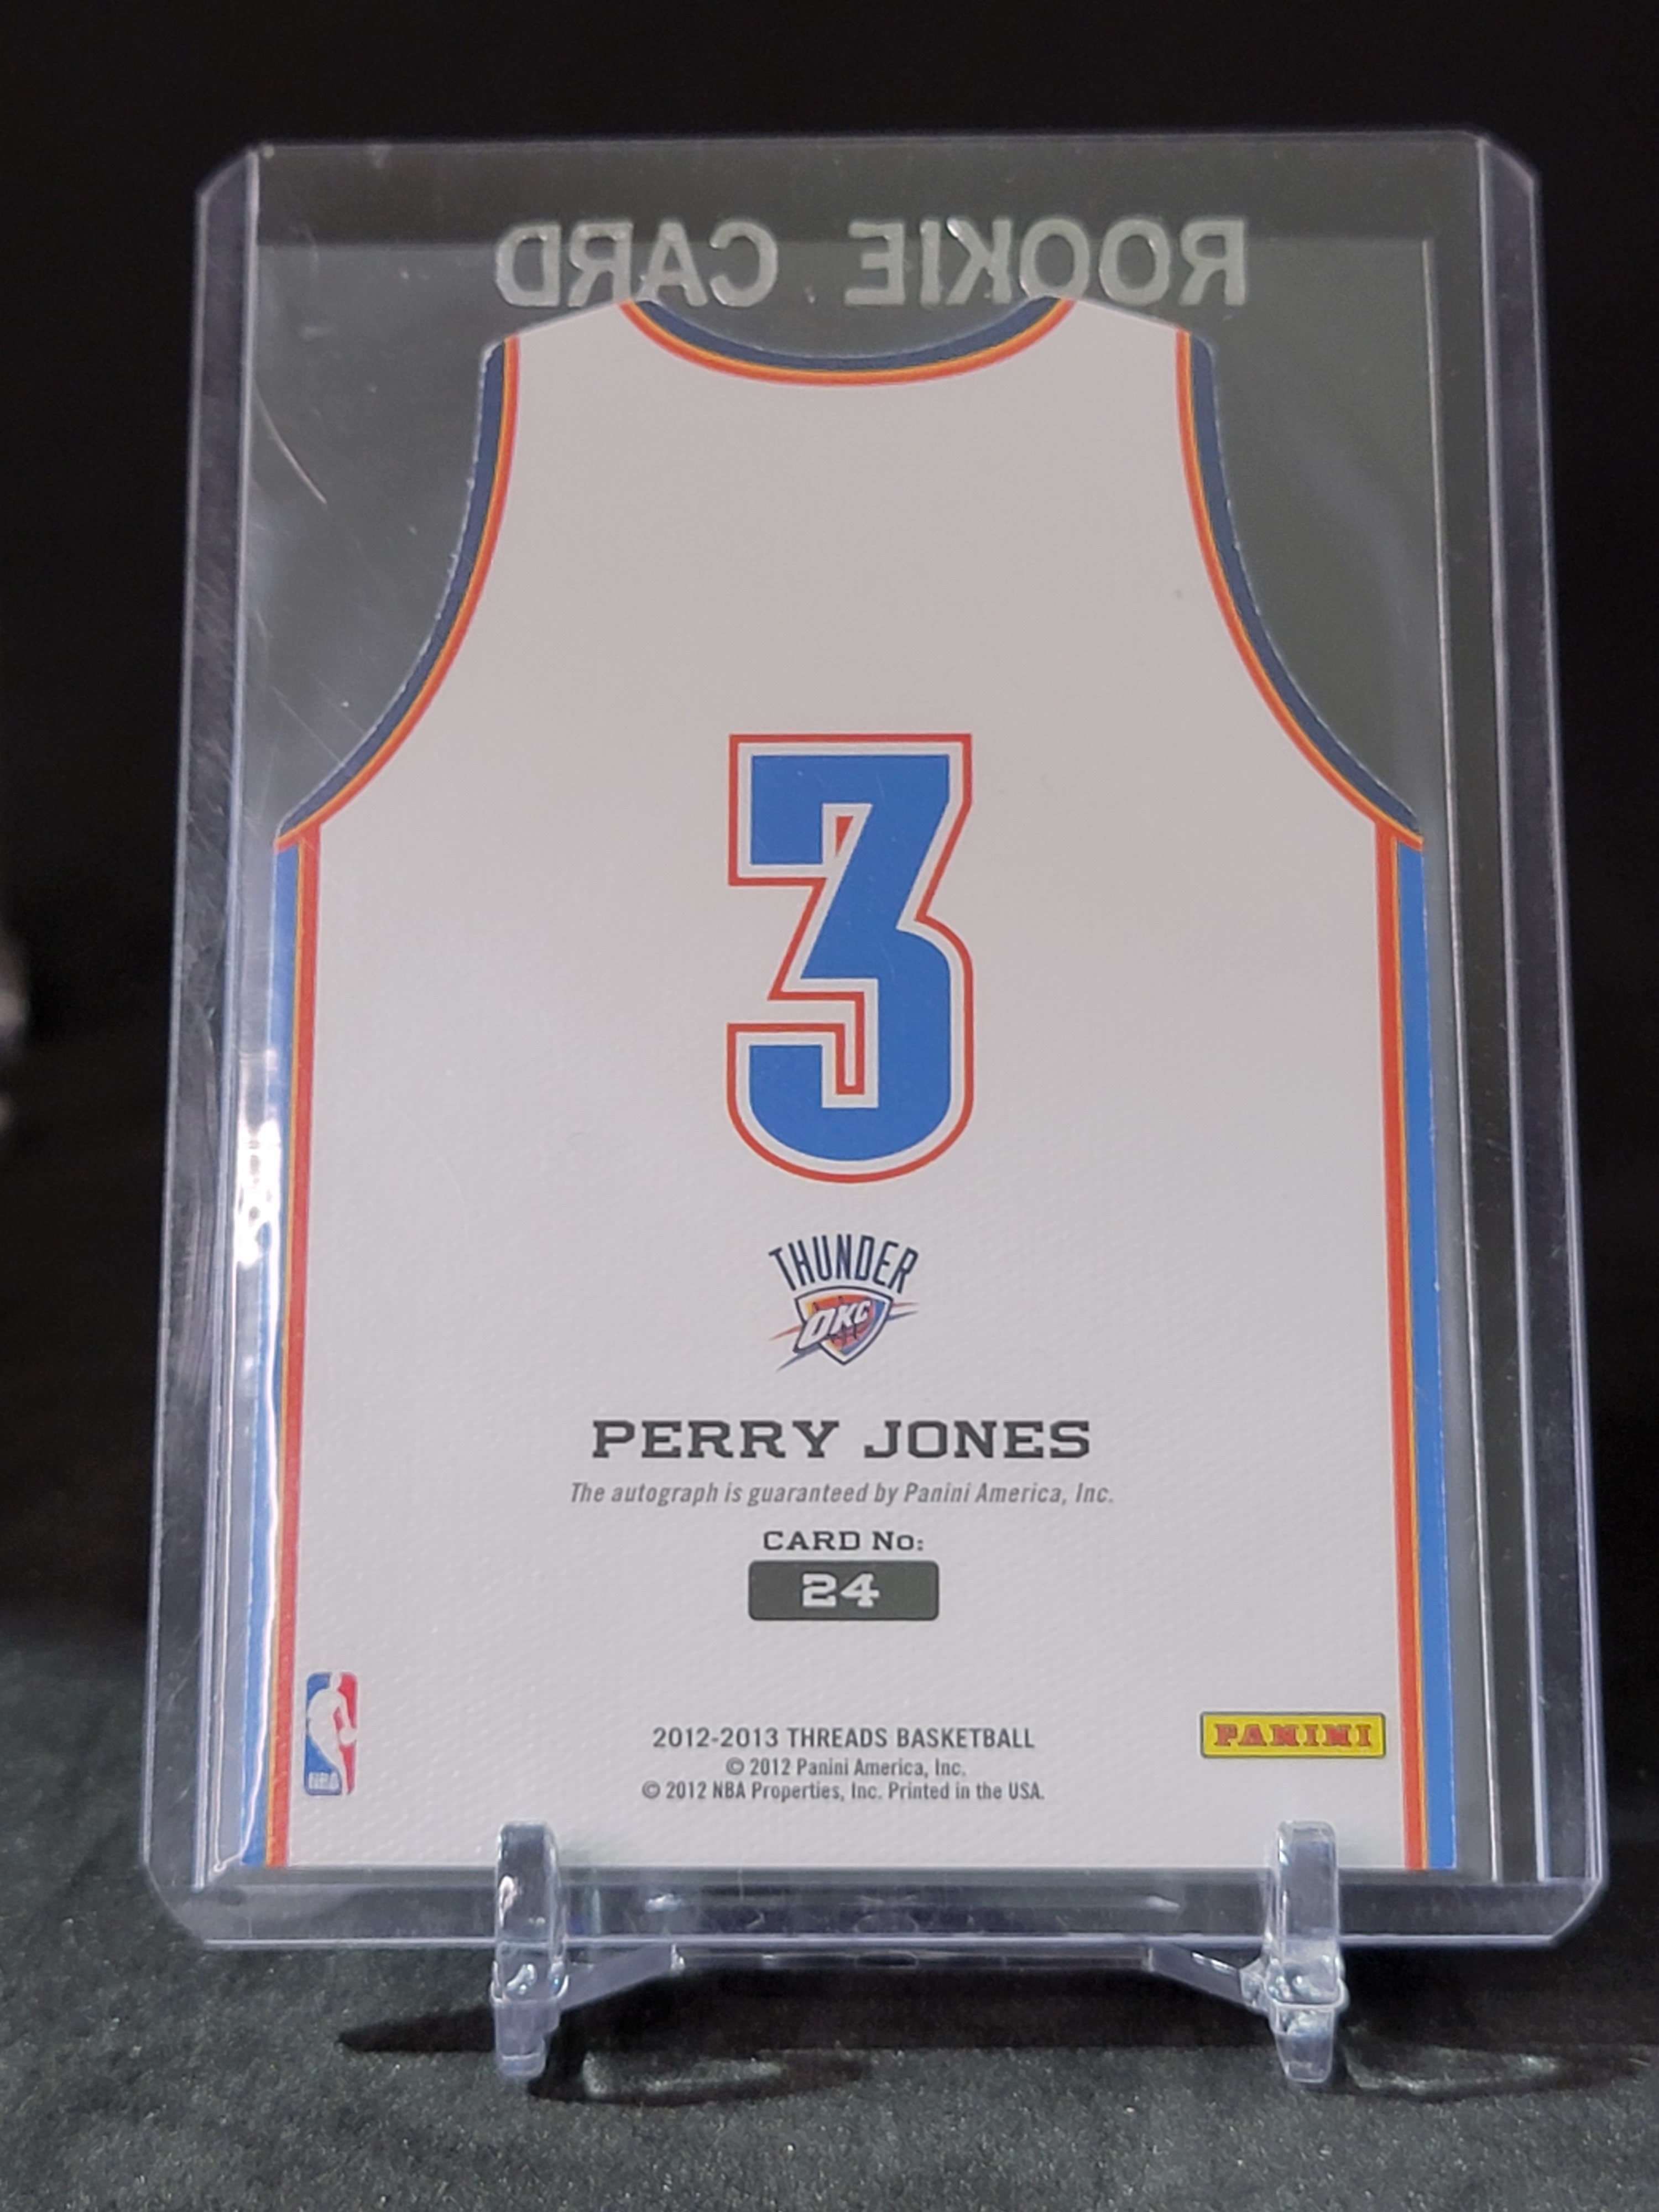 ROOKIE CARD
3
THUNDER
OKC
PERRY JONES
The autograph is guaranteed by Panini America, Inc.
CARD No:
24
NBA
2012-2013 THREADS BASKETBALL
© 2012 Panini America, Inc.
© 2012 NBA Properties, Inc. Printed in the USA.
PANINI